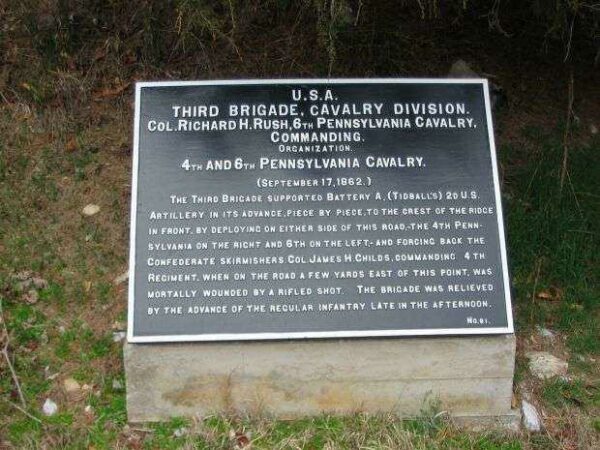 U.S.A.
THIRD BRIGADE, CAVALRY DIVISION.
COL. RICHARD H. RUSH, 6TH PENNSYLVANIA CAVALRY,
COMMANDING.
ORGANIZATION.
4TH AND 6TH PENNSYLVANIA CAVALRY.
(SEPTEMBER 17, 1862.)
THE THIRD BRIGADE SUPPORTED BATTERY A, (TIDBALL'S) 2D U.S.
ARTILLERY IN ITS ADVANCE, PIECE BY PIECE, TO THE CREST OF THE RIDGE
IN FRONT, BY DEPLOYING ON EITHER SIDE OF THIS ROAD,-THE 4TH PENN-
SYLVANIA ON THE RIGHT AND 6TH ON THE LEFT,-AND FORCING BACK THE
CONFEDERATE SKIRMISHERS COL. JAMES H. CHILDS, COMMANDING 4TH
REGIMENT, WHEN ON THE ROAD A FEW YARDS EAST OF THIS POINT, WAS
MORTALLY WOUNDED BY A RIFLED SHOT. THE BRIGADE WAS RELIEVED
BY THE ADVANCE OF THE REGULAR INFANTRY LATE IN THE AFTERNOON.
NO. 91.